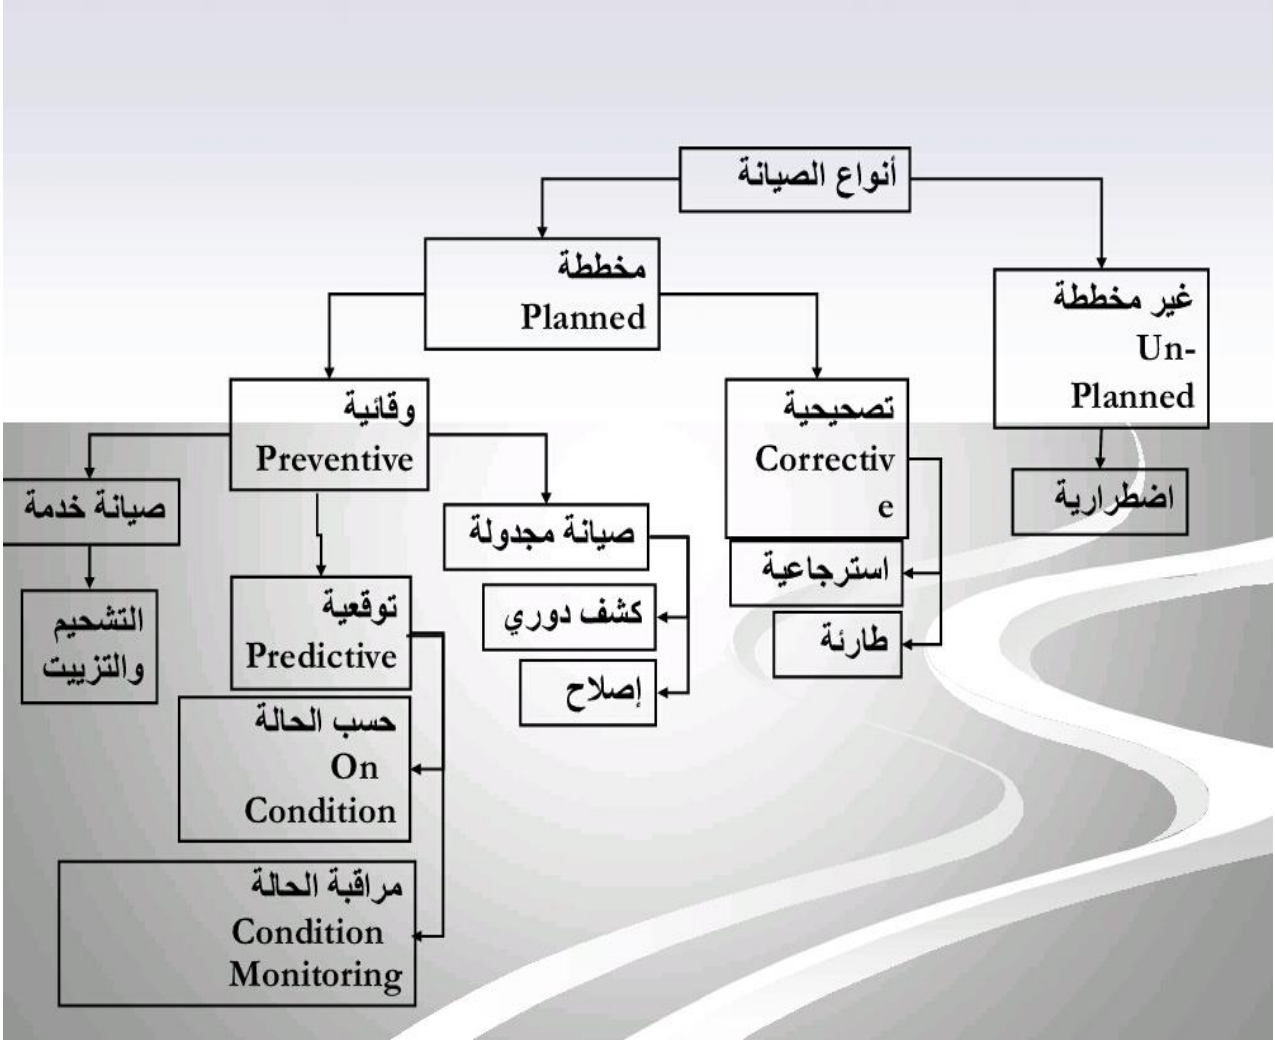 أنواع الصيانة
مخططة
Planned
غير مخططة
Un-
Planned
وقائية
Preventive
تصحيحية
Correctiv
e
اضطرارية
صيانة خدمة
صيانة مجدولة
استرجاعية
طارئة
كشف دوري
إصلاح
توقعية
Predictive
التشحيم
والتزييت
حسب الحالة
On
Condition
مراقبة الحالة
Condition
Monitoring